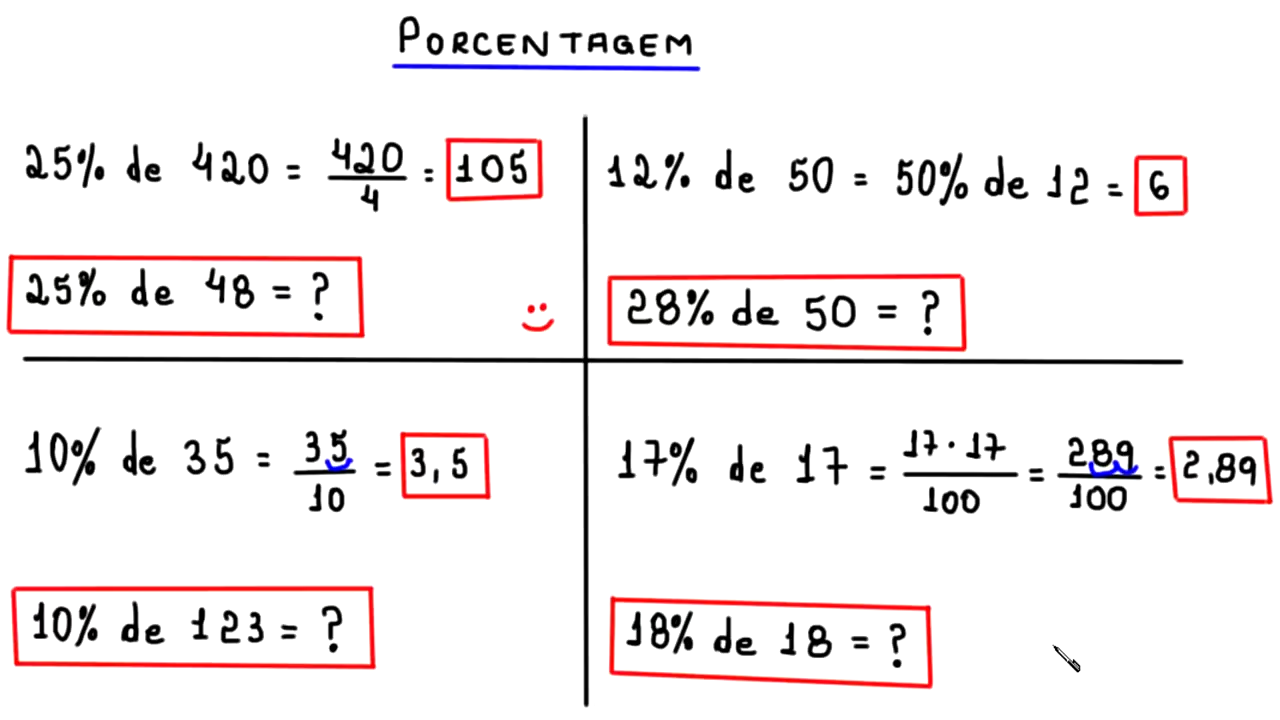 PORCENTAGEM
25% de 420 = 420/4 = 105
25% de 48 = ?
12% de 50 = 50% de 12 = 6
28% de 50 = ?
10% de 35 = 35/10 = 3,5
10% de 123 = ?
17% de 17 = 17·17/100 = 289/100 = 2,89
18% de 18 = ?